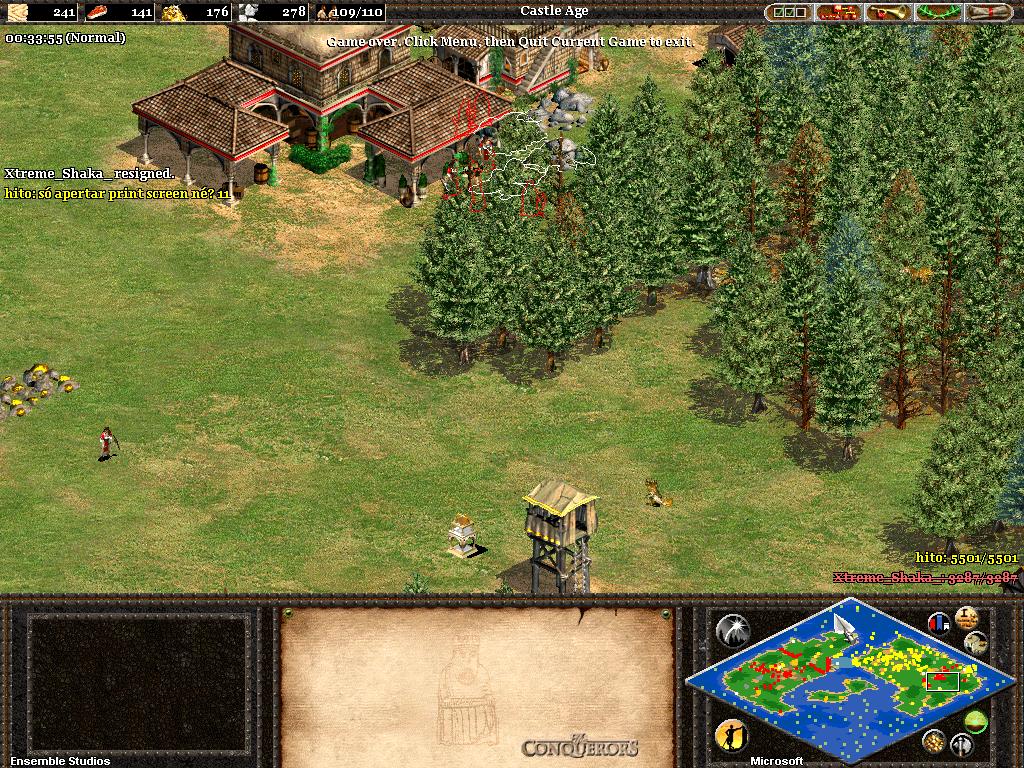 241 141 176 278 109/110 Castle Age
00:33:55 (Normal)
Game over. Click Menu, then Quit Current Game to exit.
Xtreme_Shaka_ resigned.
hito: só apertar print screen né? 11
hito: 5501/5501
Xtreme_Shaka_: 3287/3287
The CONQUERORS
Ensemble Studios
Microsoft